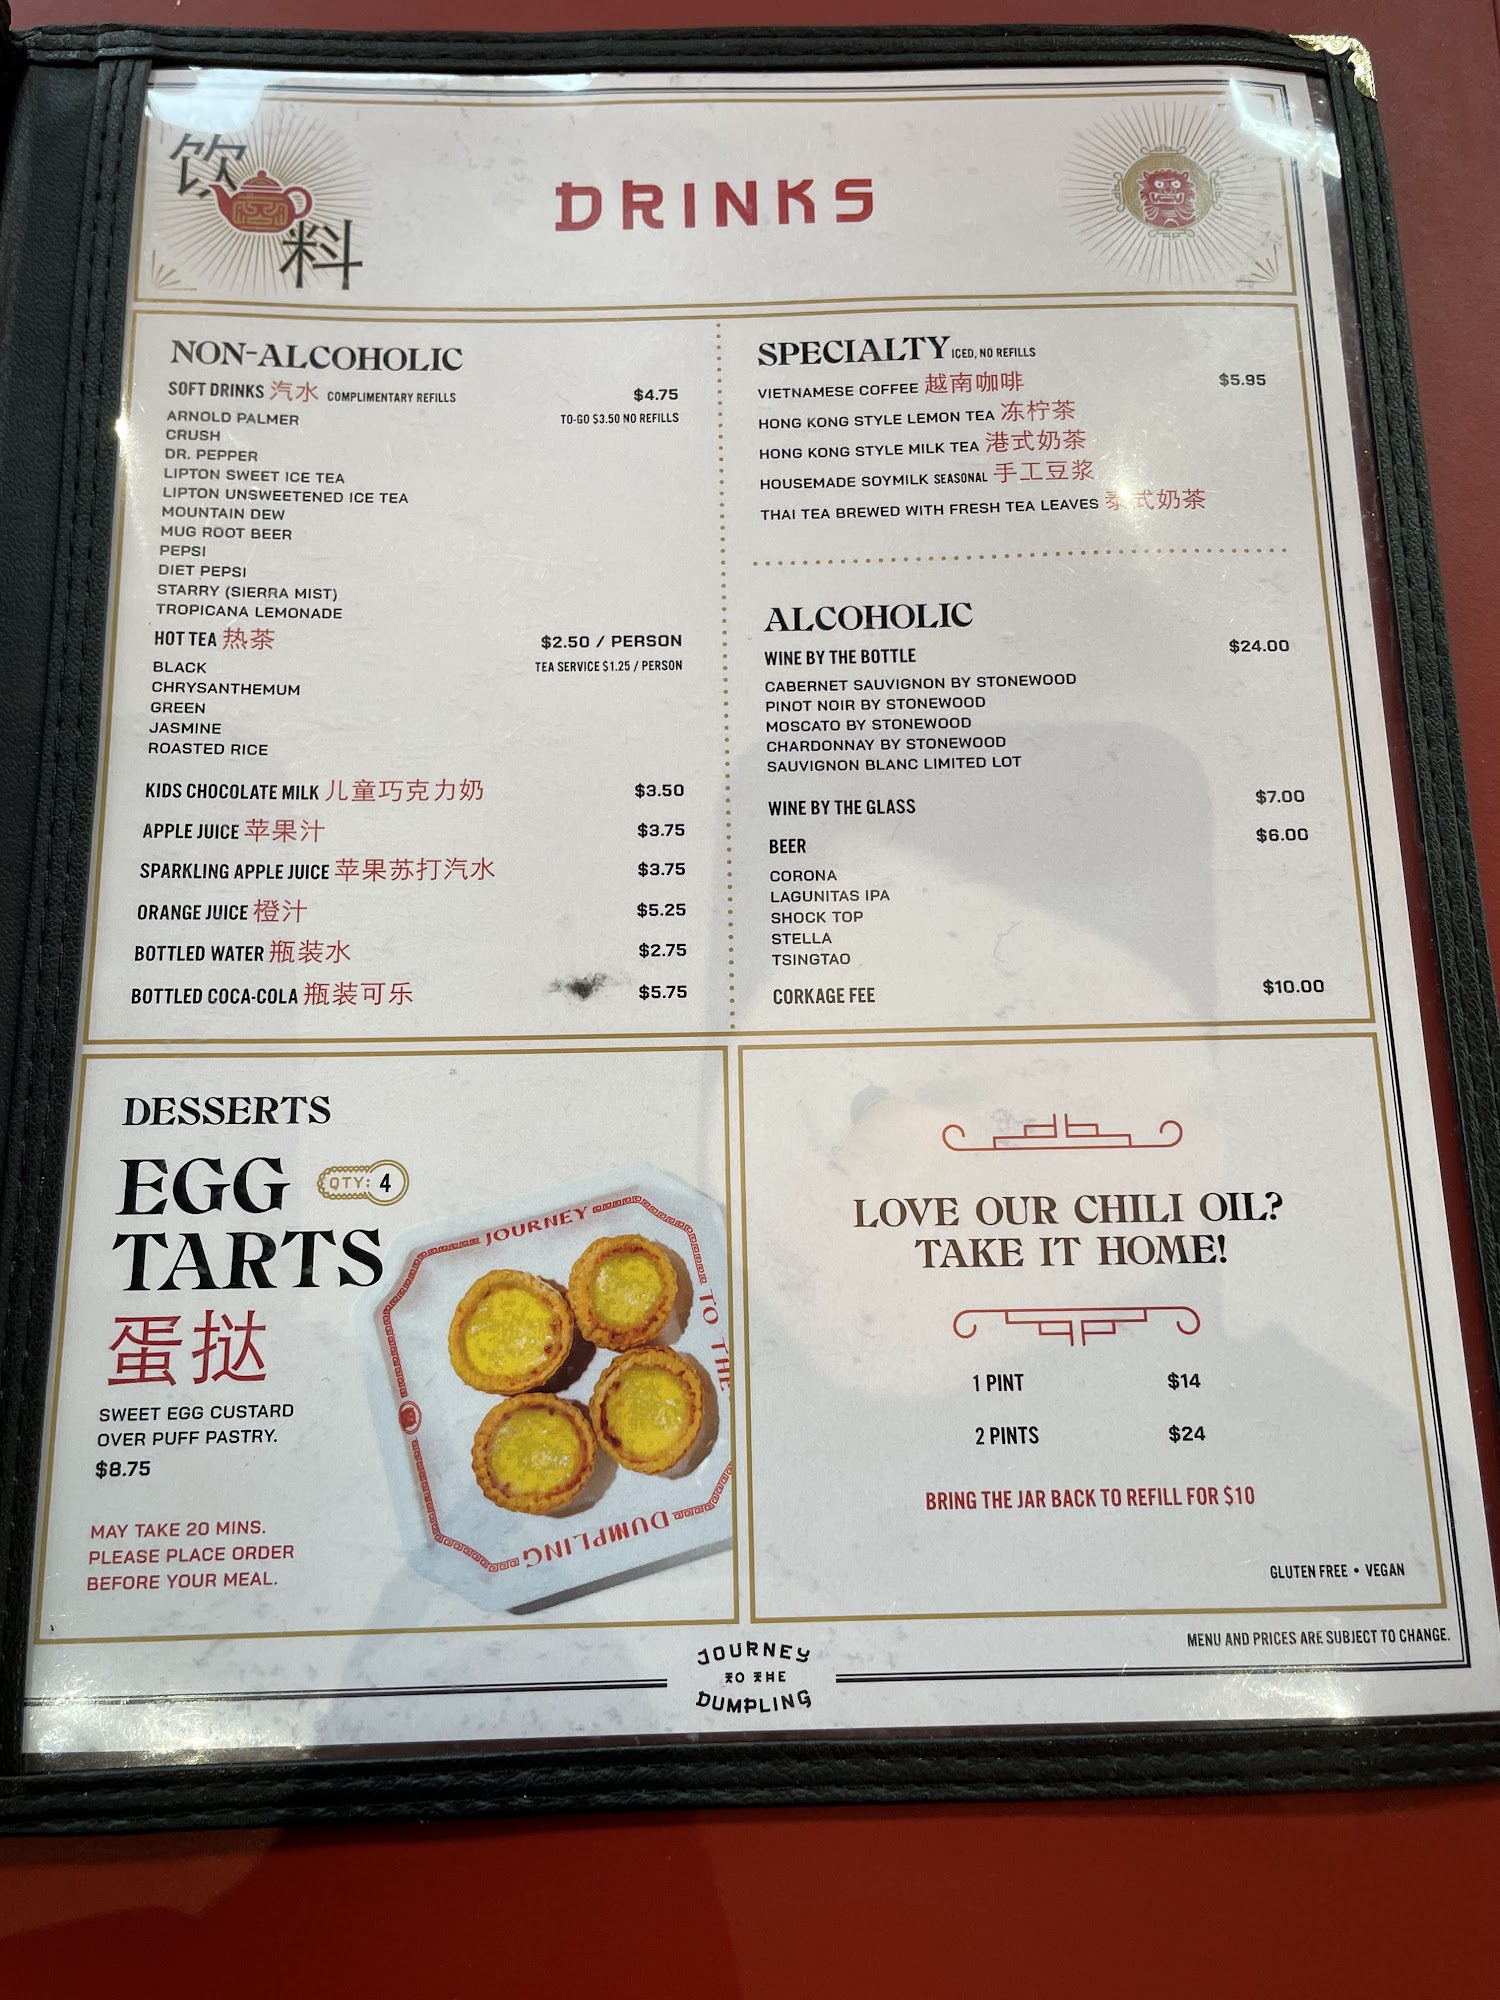 饮料
DRINKS
NON-ALCOHOLIC
SOFT DRINKS 汽水 COMPLIMENTARY REFILLS $4.75
TO-GO $3.50 NO REFILLS
ARNOLD PALMER
CRUSH
DR. PEPPER
LIPTON SWEET ICE TEA
LIPTON UNSWEETENED ICE TEA
MOUNTAIN DEW
MUG ROOT BEER
PEPSI
DIET PEPSI
STARRY (SIERRA MIST)
TROPICANA LEMONADE
HOT TEA 热茶 $2.50 / PERSON
TEA SERVICE $1.25 / PERSON
BLACK
CHRYSANTHEMUM
GREEN
JASMINE
ROASTED RICE
KIDS CHOCOLATE MILK 儿童巧克力奶 $3.50
APPLE JUICE 苹果汁 $3.75
SPARKLING APPLE JUICE 苹果苏打汽水 $3.75
ORANGE JUICE 橙汁 $5.25
BOTTLED WATER 瓶装水 $2.75
BOTTLED COCA-COLA 瓶装可乐 $5.75
SPECIALTY ICED, NO REFILLS
VIETNAMESE COFFEE 越南咖啡 $5.95
HONG KONG STYLE LEMON TEA 冻柠茶
HONG KONG STYLE MILK TEA 港式奶茶
HOUSEMADE SOYMILK SEASONAL 手工豆浆
THAI TEA BREWED WITH FRESH TEA LEAVES 泰式奶茶
ALCOHOLIC
WINE BY THE BOTTLE $24.00
CABERNET SAUVIGNON BY STONEWOOD
PINOT NOIR BY STONEWOOD
MOSCATO BY STONEWOOD
CHARDONNAY BY STONEWOOD
SAUVIGNON BLANC LIMITED LOT
WINE BY THE GLASS $7.00
BEER $6.00
CORONA
LAGUNITAS IPA
SHOCK TOP
STELLA
TSINGTAO
CORKAGE FEE $10.00
DESSERTS
EGG
TARTS
QTY: 4
蛋挞
SWEET EGG CUSTARD
OVER PUFF PASTRY.
$8.75
MAY TAKE 20 MINS.
PLEASE PLACE ORDER
BEFORE YOUR MEAL.
JOURNEY TO THE DUMPLING
LOVE OUR CHILI OIL?
TAKE IT HOME!
1 PINT $14
2 PINTS $24
BRING THE JAR BACK TO REFILL FOR $10
GLUTEN FREE • VEGAN
MENU AND PRICES ARE SUBJECT TO CHANGE.
JOURNEY
TO THE
DUMPLING